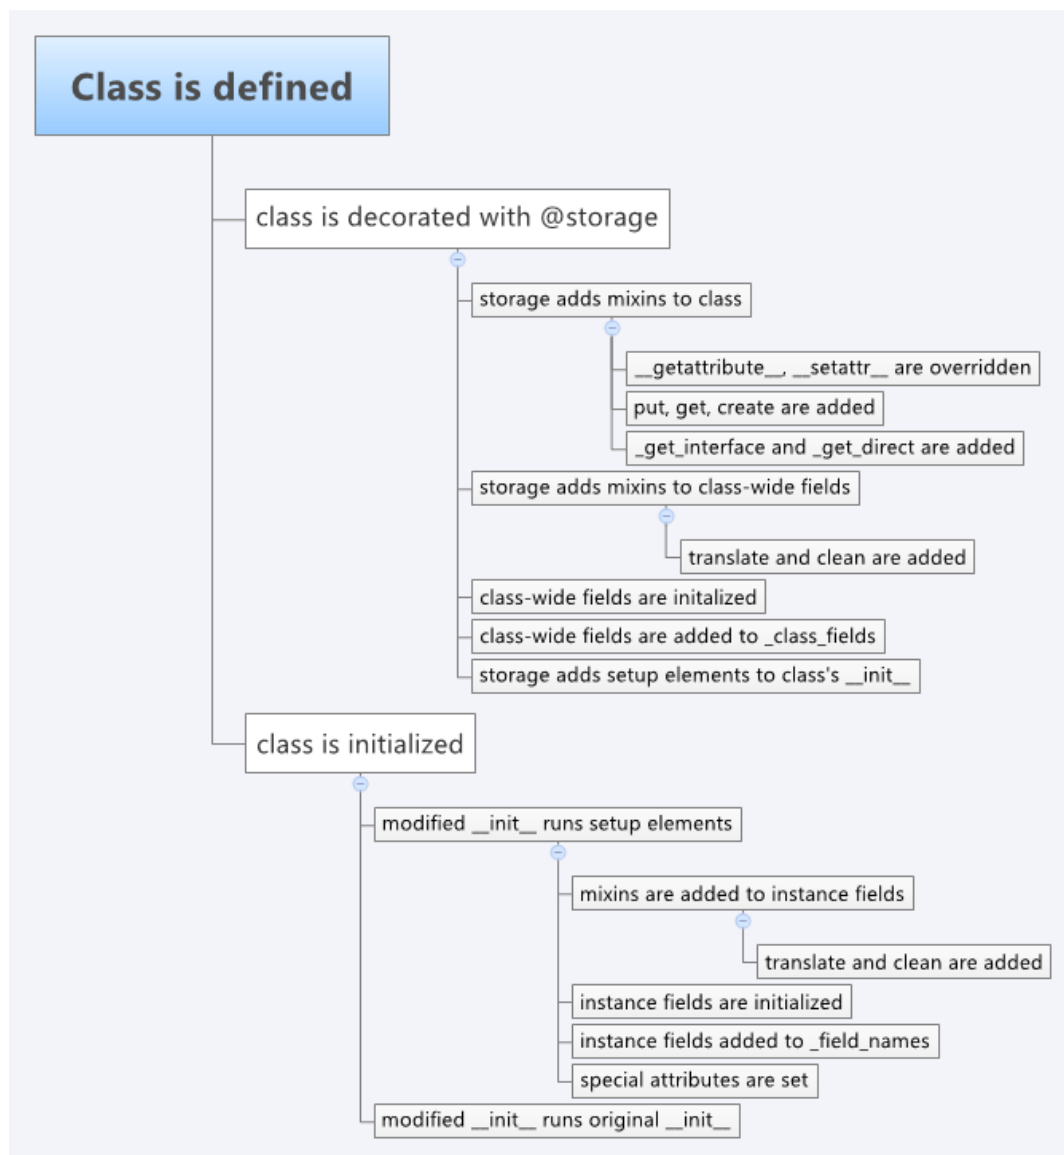 Class is defined
class is decorated with @storage
storage adds mixins to class
__getattribute__, __setattr__ are overridden
put, get, create are added
_get_interface and _get_direct are added
storage adds mixins to class-wide fields
translate and clean are added
class-wide fields are initalized
class-wide fields are added to _class_fields
storage adds setup elements to class's __init__
class is initialized
modified __init__ runs setup elements
mixins are added to instance fields
translate and clean are added
instance fields are initialized
instance fields added to _field_names
special attributes are set
modified __init__ runs original __init__